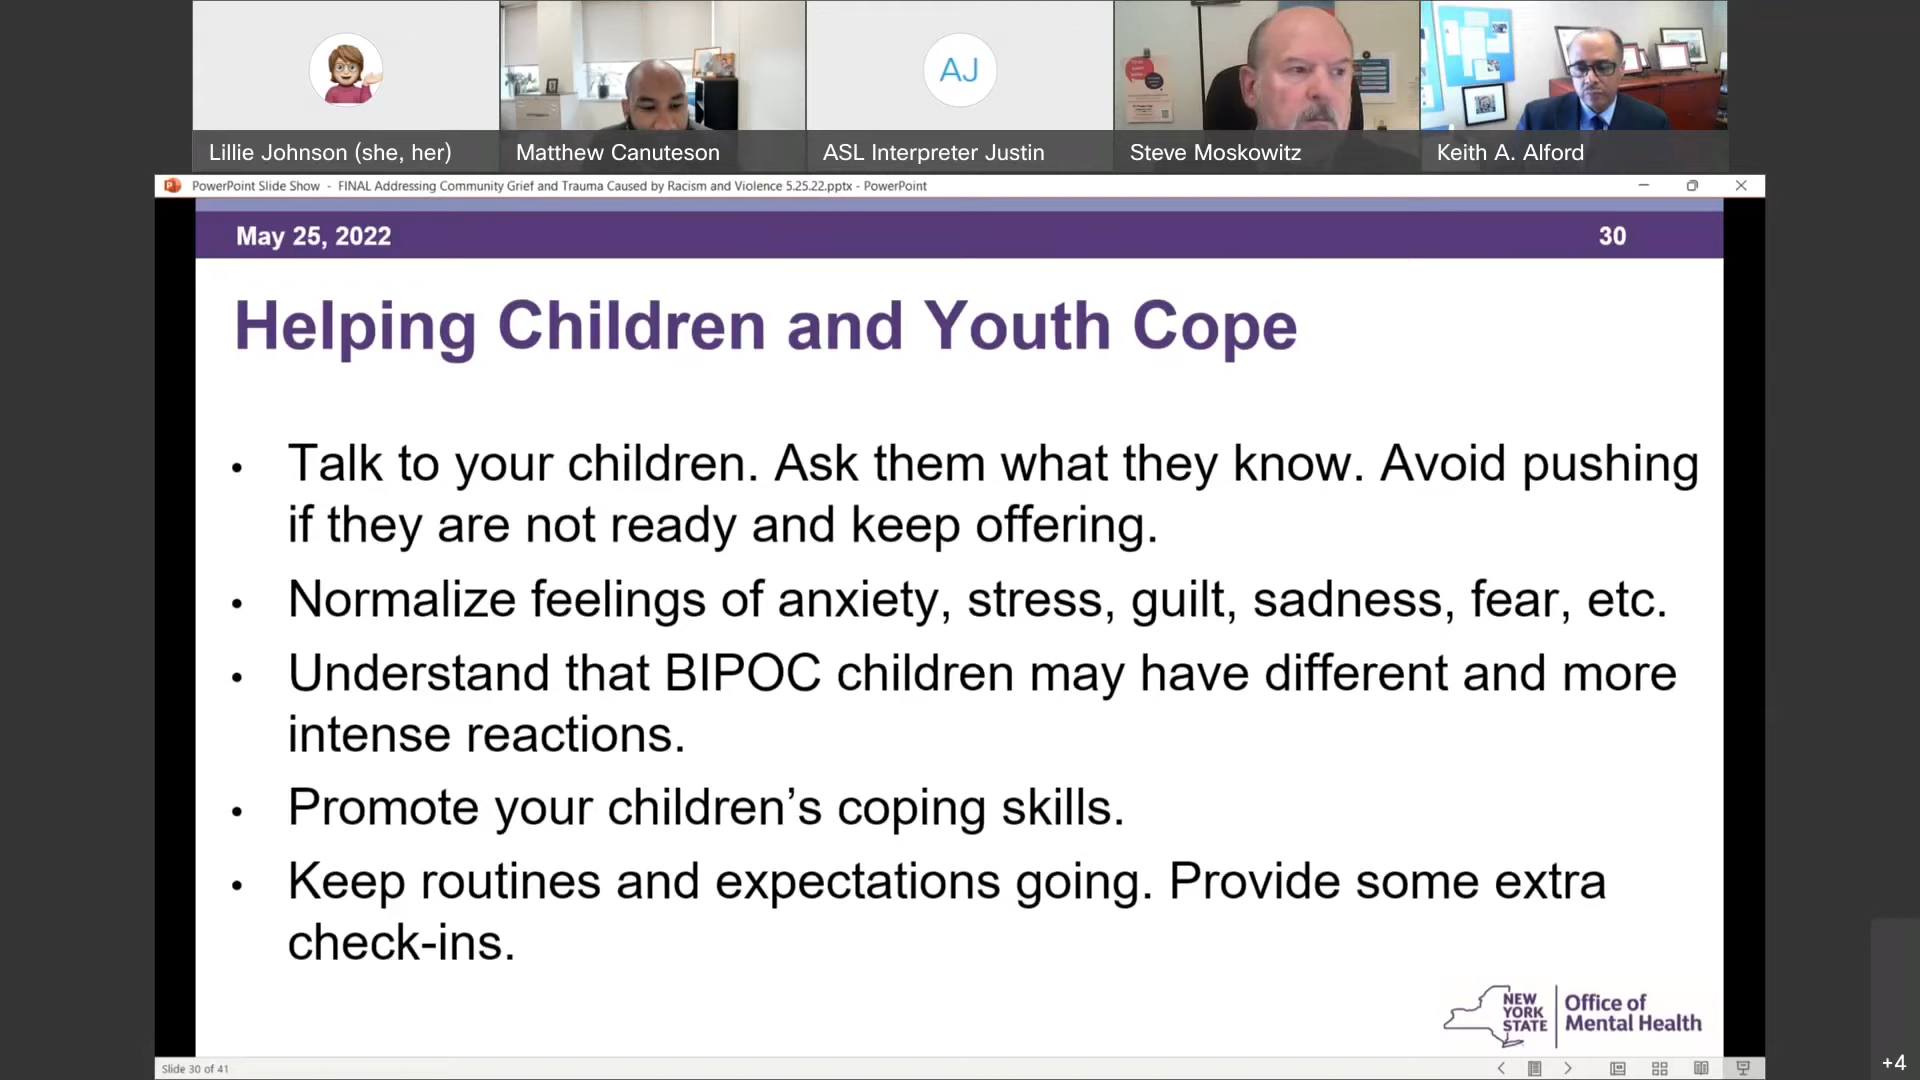 AJ
Lillie Johnson (she, her)
Matthew Canuteson
ASL Interpreter Justin
Steve Moskowitz
Keith A. Alford
PowerPoint Slide Show - FINAL Addressing Community Grief and Trauma Caused by Racism and Violence 5.25.22.pptx - PowerPoint
May 25, 2022
30
Helping Children and Youth Cope
• Talk to your children. Ask them what they know. Avoid pushing
if they are not ready and keep offering.
• Normalize feelings of anxiety, stress, guilt, sadness, fear, etc.
• Understand that BIPOC children may have different and more
intense reactions.
• Promote your children’s coping skills.
• Keep routines and expectations going. Provide some extra
check-ins.
NEW
YORK
STATE
Office of
Mental Health
Slide 30 of 41
+4